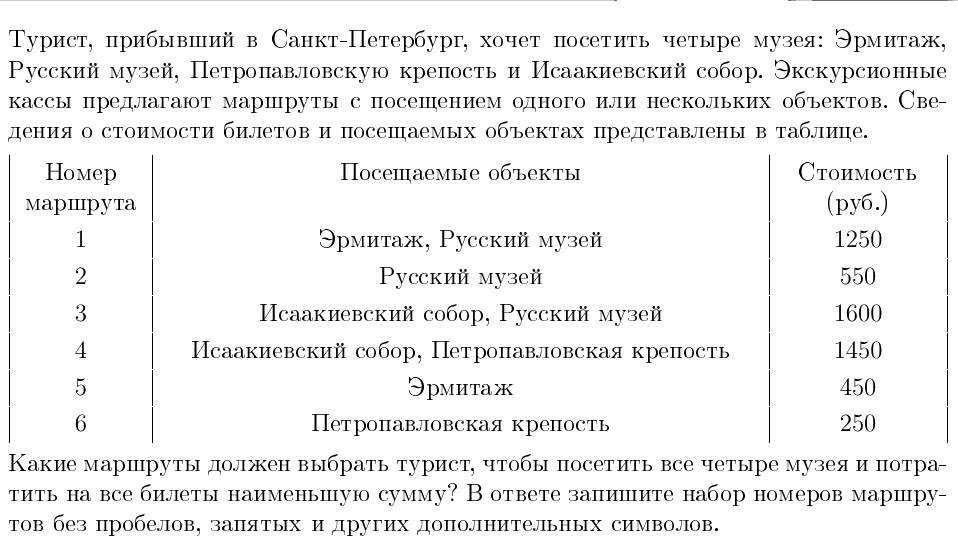 Турист, прибывший в Санкт-Петербург, хочет посетить четыре музея: Эрмитаж,
Русский музей, Петропавловскую крепость и Исаакиевский собор. Экскурсионные
кассы предлагают маршруты с посещением одного или нескольких объектов. Све-
дения о стоимости билетов и посещаемых объектах представлены в таблице.
Номер маршрута Посещаемые объекты Стоимость (руб.)
1 Эрмитаж, Русский музей 1250
2 Русский музей 550
3 Исаакиевский собор, Русский музей 1600
4 Исаакиевский собор, Петропавловская крепость 1450
5 Эрмитаж 450
6 Петропавловская крепость 250
Какие маршруты должен выбрать турист, чтобы посетить все четыре музея и потра-
тить на все билеты наименьшую сумму? В ответе запишите набор номеров маршру-
тов без пробелов, запятых и других дополнительных символов.